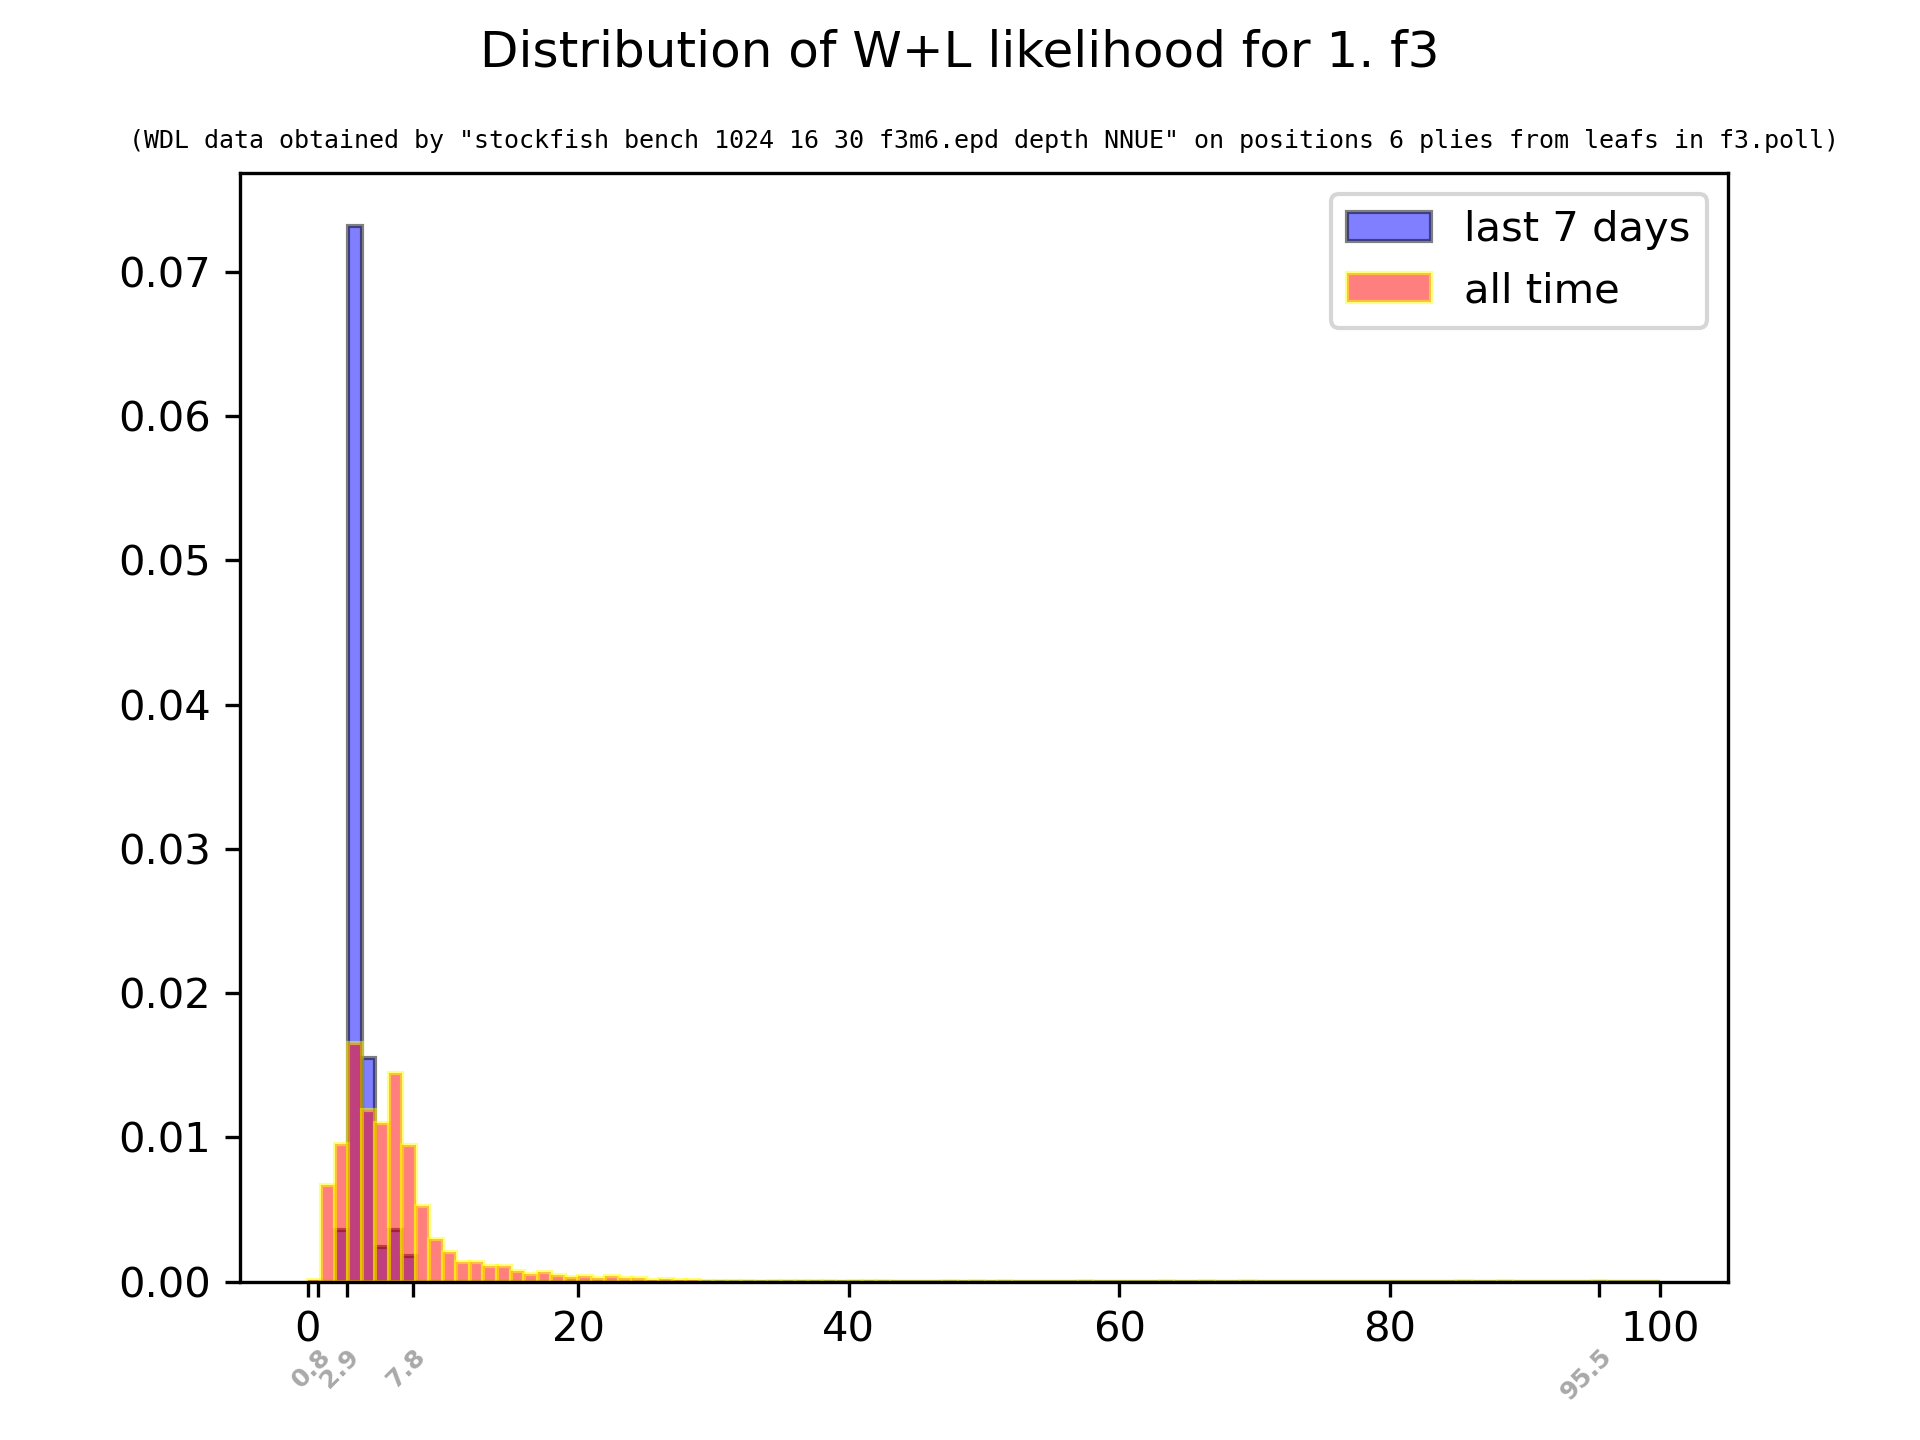 Distribution of W+L likelihood for 1. f3
(WDL data obtained by "stockfish bench 1024 16 30 f3m6.epd depth NNUE" on positions 6 plies from leafs in f3.poll)
last 7 days
all time
0.07
0.06
0.05
0.04
0.03
0.02
0.01
0.00
0 20 40 60 80 100
0.8 2.9 7.8 95.5